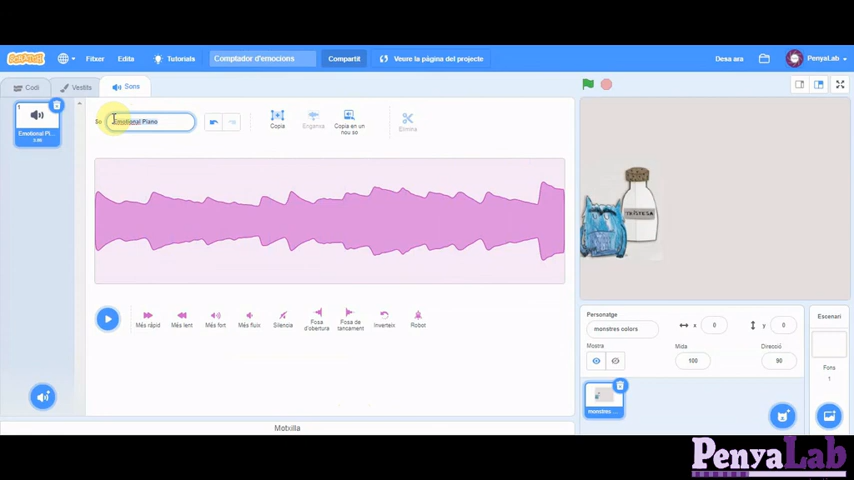 SCRATCH
Fitxer
Edita
Tutorials
Comptador d'emocions
Compartit
Veure la pàgina del projecte
Desa ara
PenyaLab
Codi
Vestits
Sons
1
Emotional Pi...
3.90
So
Emotional Piano
Copia
Enganxa
Copia en un nou so
Elimina
TRISTESA
Més ràpid
Més lent
Més fort
Més fluix
Silencia
Fosa d'obertura
Fosa de tancament
Inverteix
Robot
Personatge
monstres colors
x
0
y
0
Mostra
Mida
Direcció
100
90
monstres ...
Escenari
Fons
1
Motxilla
PenyaLab